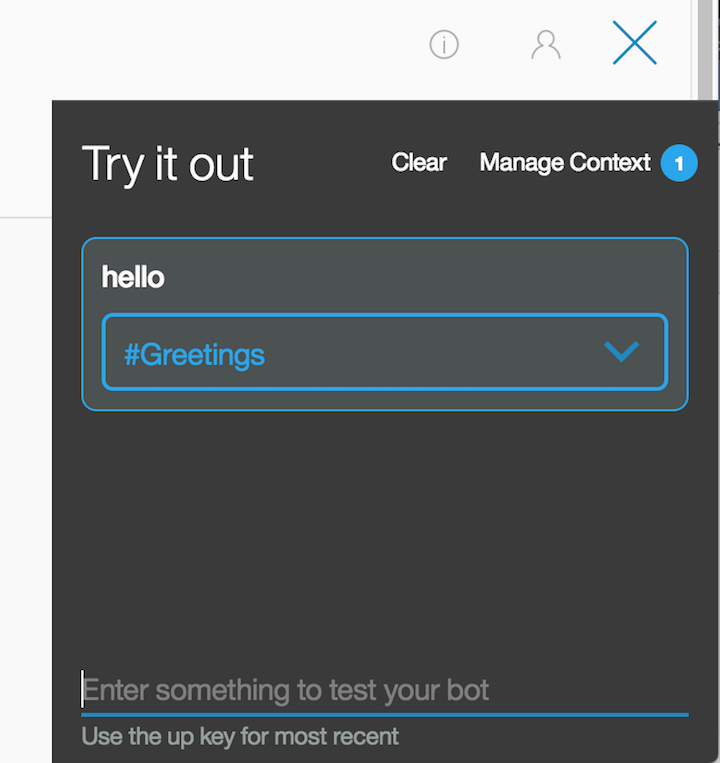 Try it out
Clear
Manage Context 1
hello
#Greetings
Enter something to test your bot
Use the up key for most recent